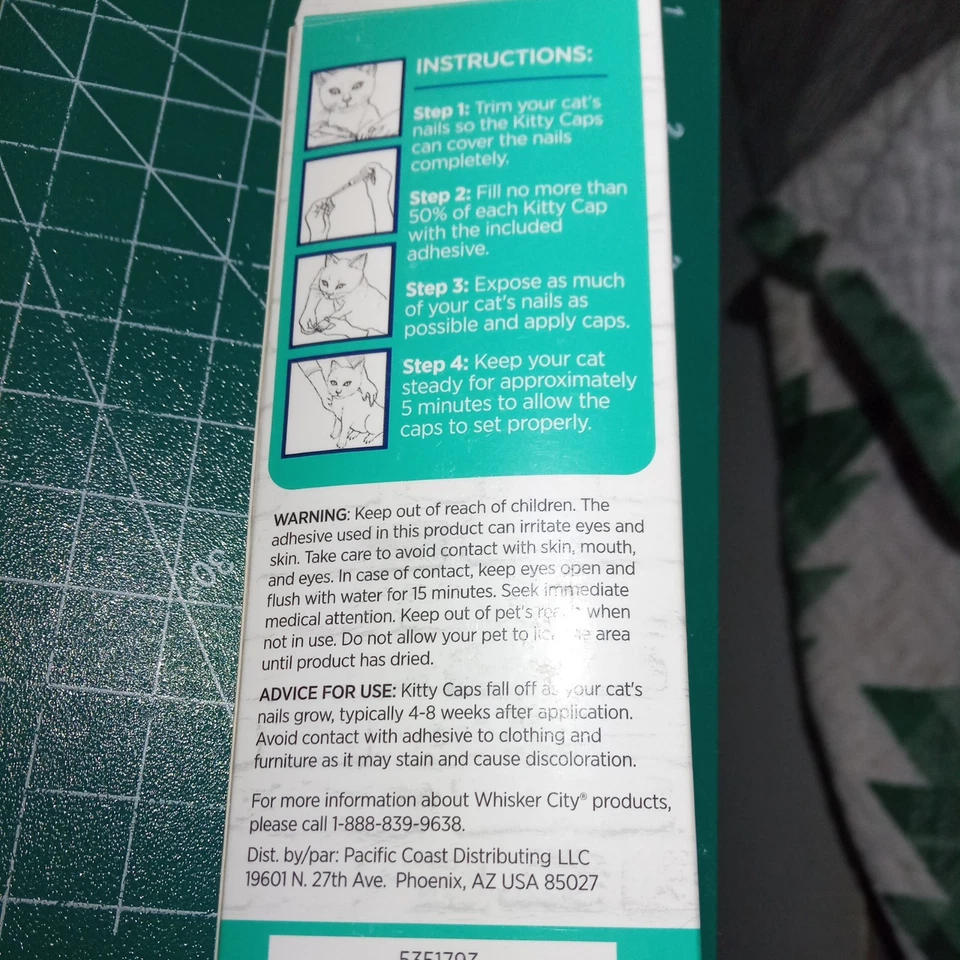 INSTRUCTIONS:
Step 1: Trim your cat's
nails so the Kitty Caps
can cover the nails
completely.
Step 2: Fill no more than
50% of each Kitty Cap
with the included
adhesive.
Step 3: Expose as much
of your cat's nails as
possible and apply caps.
Step 4: Keep your cat
steady for approximately
5 minutes to allow the
caps to set properly.
WARNING: Keep out of reach of children. The
adhesive used in this product can irritate eyes and
skin. Take care to avoid contact with skin, mouth,
and eyes. In case of contact, keep eyes open and
flush with water for 15 minutes. Seek immediate
medical attention. Keep out of pet's reach when
not in use. Do not allow your pet to lick the area
until product has dried.
ADVICE FOR USE: Kitty Caps fall off as your cat's
nails grow, typically 4-8 weeks after application.
Avoid contact with adhesive to clothing and
furniture as it may stain and cause discoloration.
For more information about Whisker City® products,
please call 1-888-839-9638.
Dist. by/par: Pacific Coast Distributing LLC
19601 N. 27th Ave. Phoenix, AZ USA 85027
1
2
30